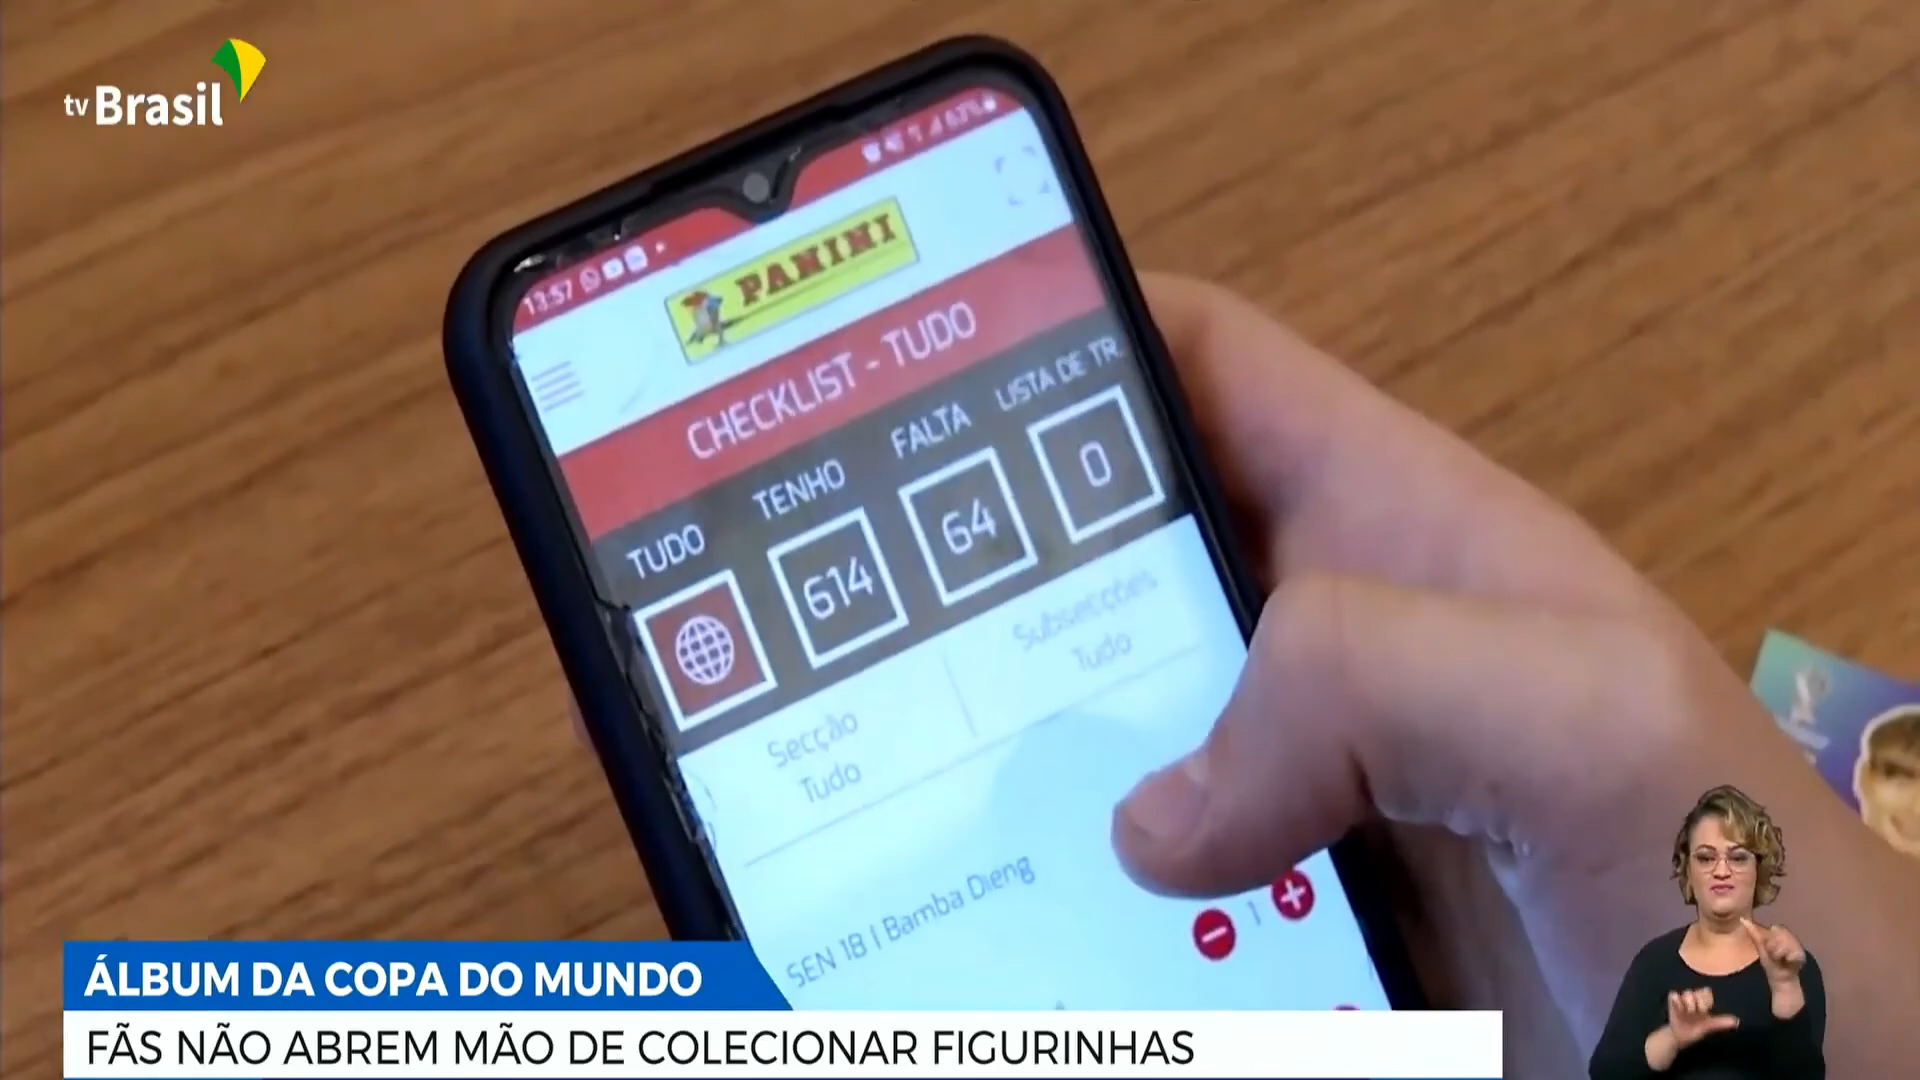 tv Brasil
13:57
63%
PANINI
CHECKLIST - TUDO
TUDO
TENHO
FALTA
LISTA DE TR.
614
64
0
Secção
Tudo
Subsecções
Tudo
SEN 18 | Bamba Dieng
1
ÁLBUM DA COPA DO MUNDO
FÃS NÃO ABREM MÃO DE COLECIONAR FIGURINHAS